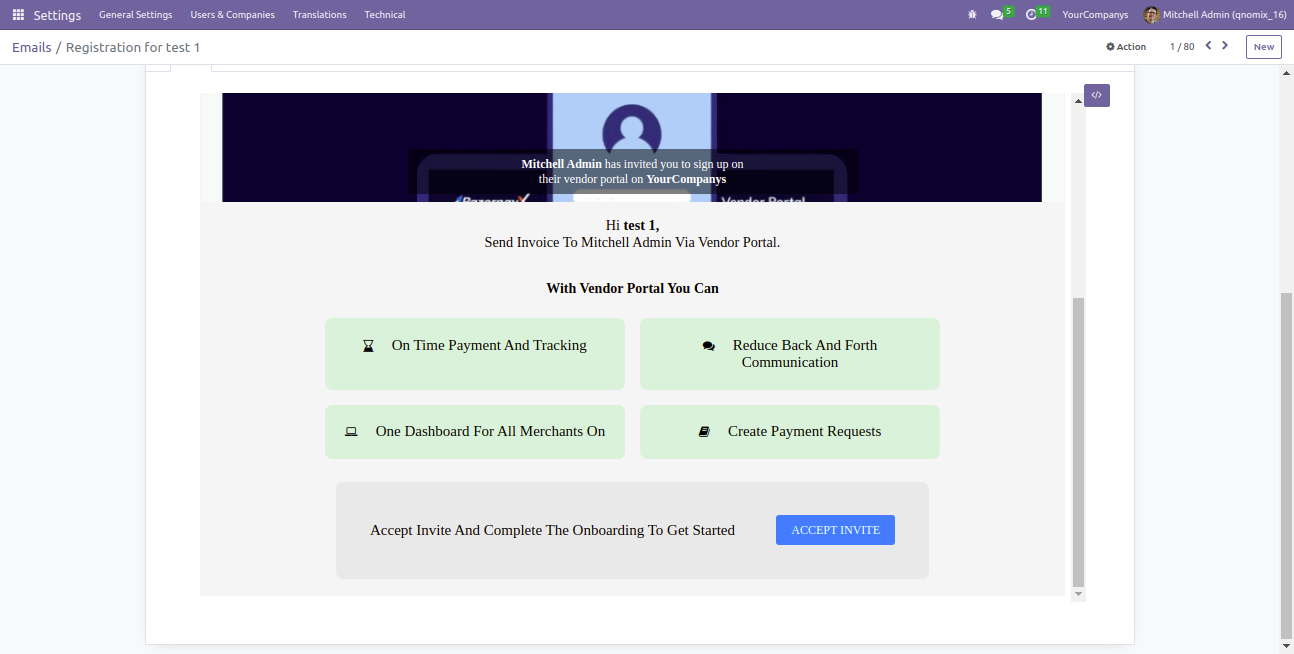 Settings General Settings Users & Companies Translations Technical 5 11 YourCompanys Mitchell Admin (qnomix_16)
Emails / Registration for test 1 Action 1 / 80 New
</>
Mitchell Admin has invited you to sign up on
their vendor portal on YourCompanys
Razorpay X Vendor Portal
Hi test 1,
Send Invoice To Mitchell Admin Via Vendor Portal.
With Vendor Portal You Can
On Time Payment And Tracking
Reduce Back And Forth
Communication
One Dashboard For All Merchants On
Create Payment Requests
Accept Invite And Complete The Onboarding To Get Started ACCEPT INVITE